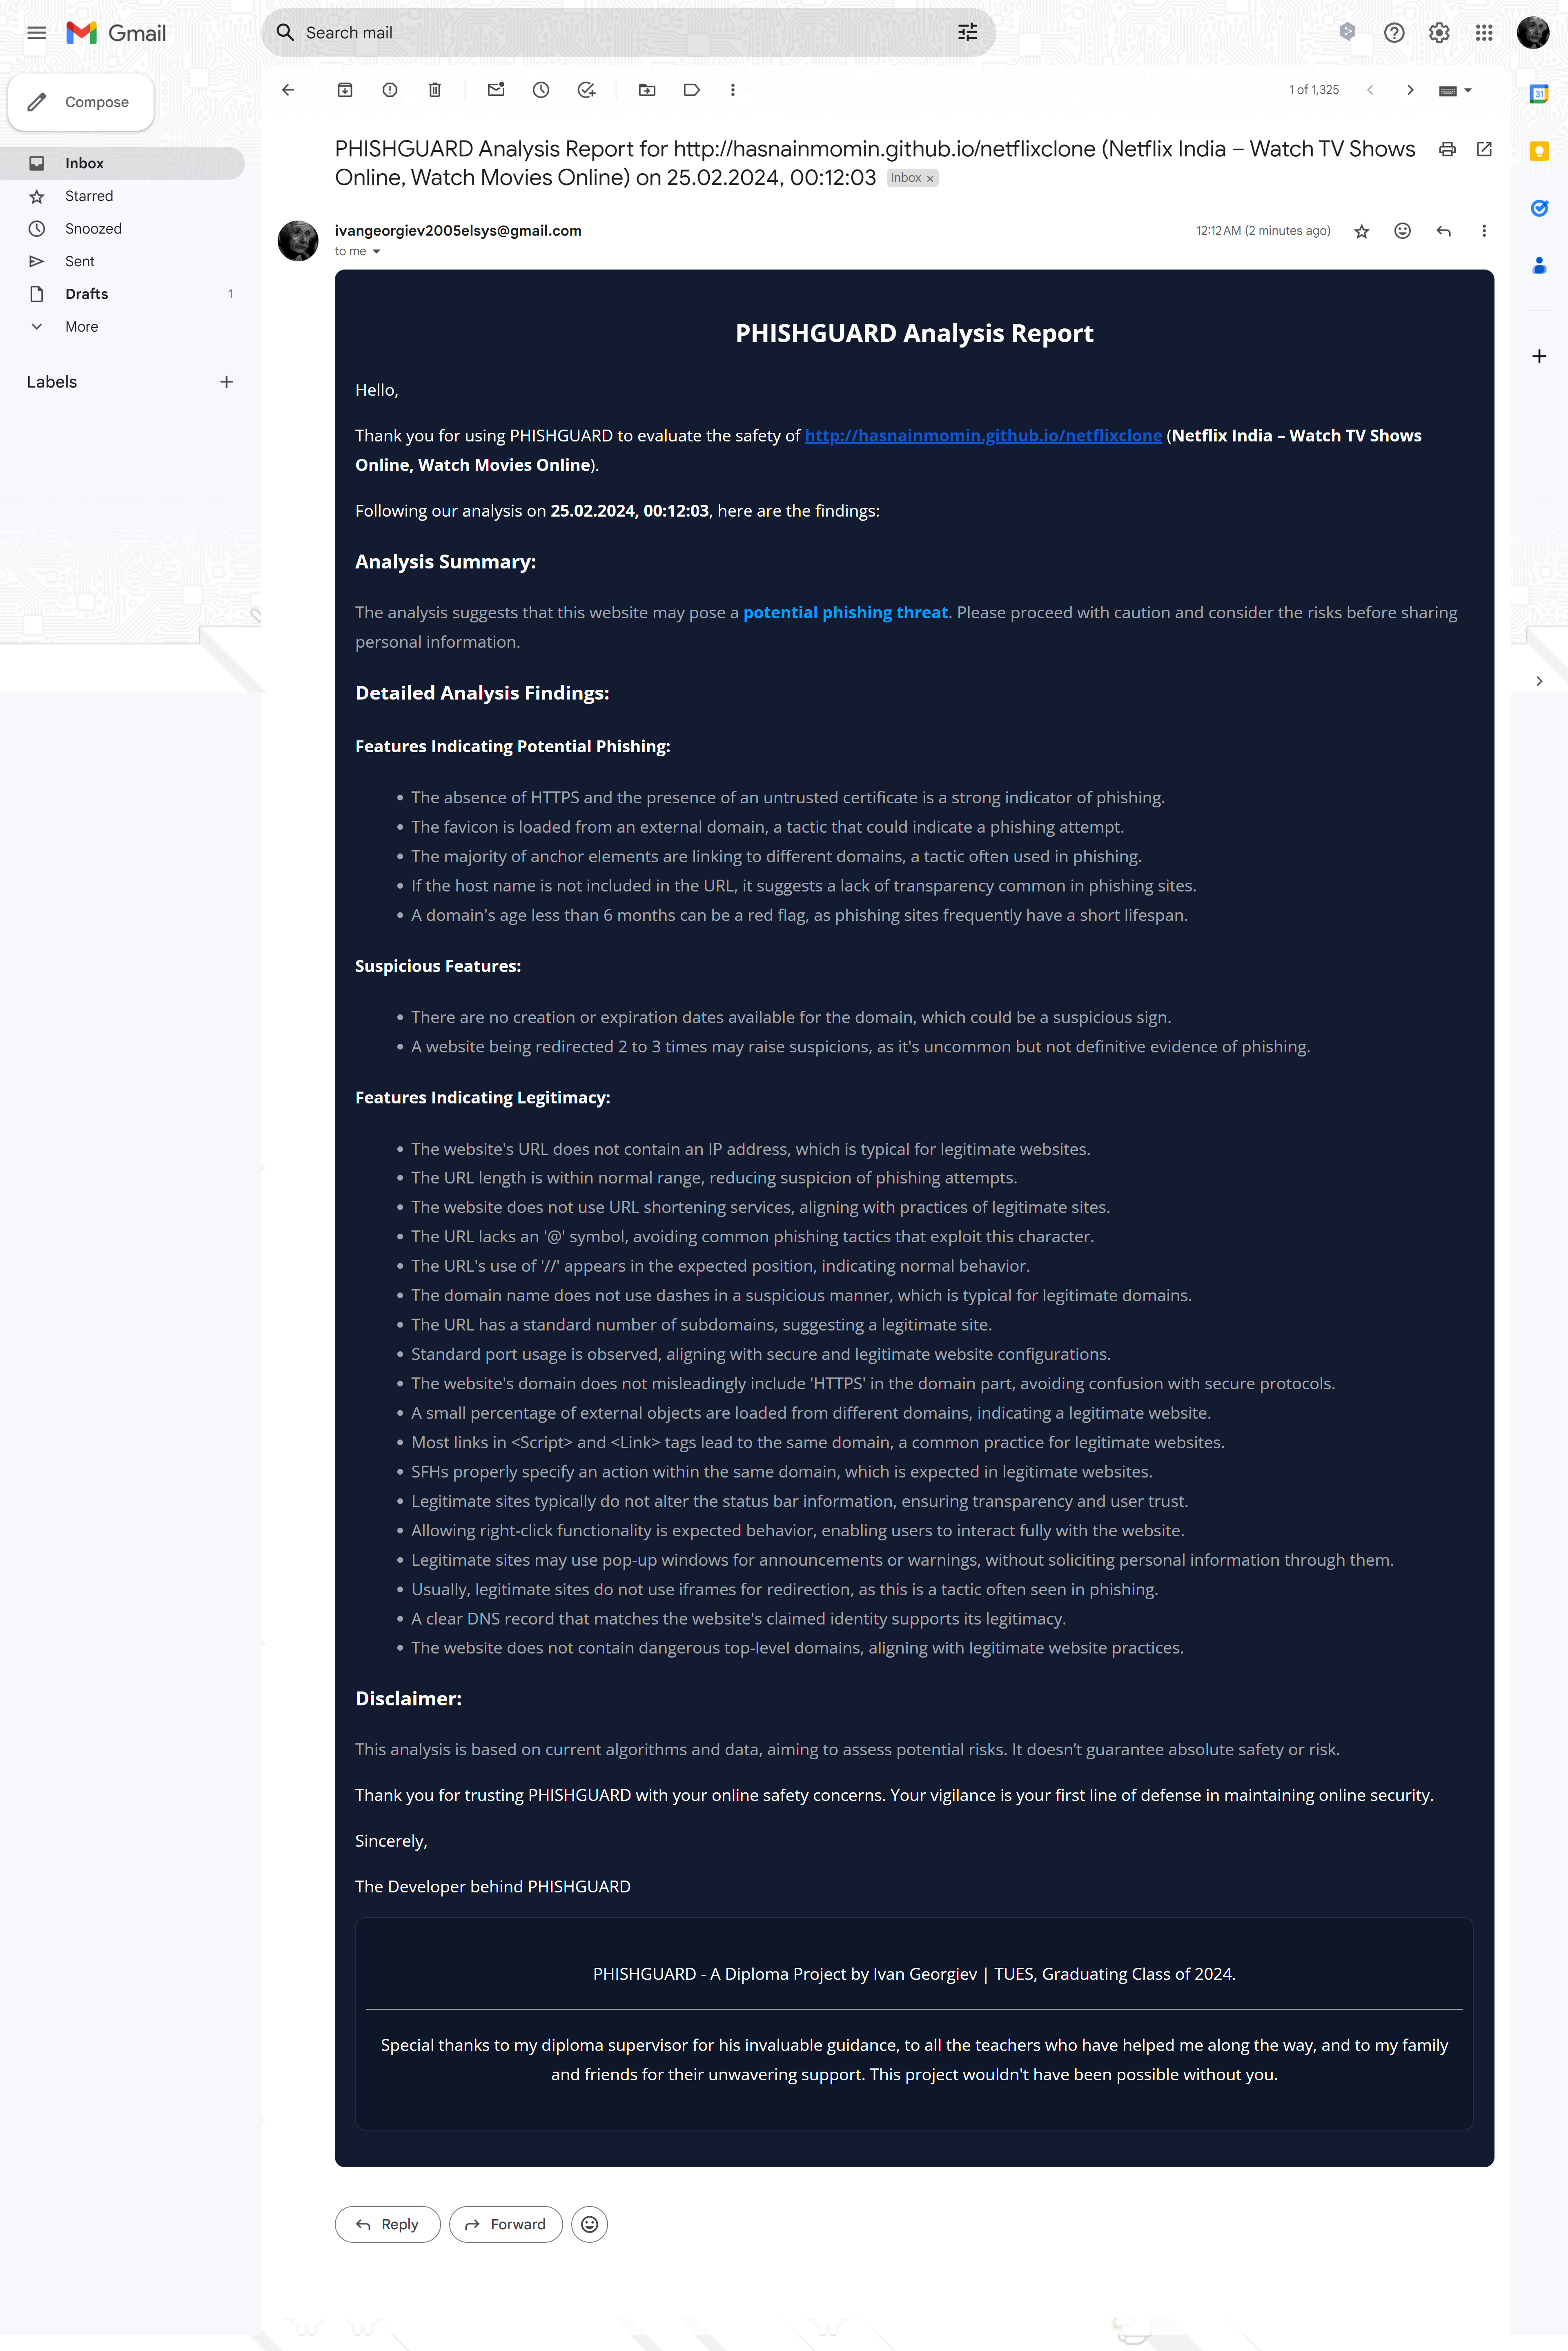 Gmail
Search mail
Compose
1 of 1,325
31
Inbox
Starred
Snoozed
Sent
Drafts 1
More
Labels
PHISHGUARD Analysis Report for http://hasnainmomin.github.io/netflixclone (Netflix India – Watch TV Shows
Online, Watch Movies Online) on 25.02.2024, 00:12:03 Inbox ×
ivangeorgiev2005elsys@gmail.com
12:12 AM (2 minutes ago)
to me
PHISHGUARD Analysis Report
Hello,
Thank you for using PHISHGUARD to evaluate the safety of http://hasnainmomin.github.io/netflixclone (Netflix India – Watch TV Shows
Online, Watch Movies Online).
Following our analysis on 25.02.2024, 00:12:03, here are the findings:
Analysis Summary:
The analysis suggests that this website may pose a potential phishing threat. Please proceed with caution and consider the risks before sharing
personal information.
Detailed Analysis Findings:
Features Indicating Potential Phishing:
• The absence of HTTPS and the presence of an untrusted certificate is a strong indicator of phishing.
• The favicon is loaded from an external domain, a tactic that could indicate a phishing attempt.
• The majority of anchor elements are linking to different domains, a tactic often used in phishing.
• If the host name is not included in the URL, it suggests a lack of transparency common in phishing sites.
• A domain's age less than 6 months can be a red flag, as phishing sites frequently have a short lifespan.
Suspicious Features:
• There are no creation or expiration dates available for the domain, which could be a suspicious sign.
• A website being redirected 2 to 3 times may raise suspicions, as it's uncommon but not definitive evidence of phishing.
Features Indicating Legitimacy:
• The website's URL does not contain an IP address, which is typical for legitimate websites.
• The URL length is within normal range, reducing suspicion of phishing attempts.
• The website does not use URL shortening services, aligning with practices of legitimate sites.
• The URL lacks an '@' symbol, avoiding common phishing tactics that exploit this character.
• The URL's use of '//' appears in the expected position, indicating normal behavior.
• The domain name does not use dashes in a suspicious manner, which is typical for legitimate domains.
• The URL has a standard number of subdomains, suggesting a legitimate site.
• Standard port usage is observed, aligning with secure and legitimate website configurations.
• The website's domain does not misleadingly include 'HTTPS' in the domain part, avoiding confusion with secure protocols.
• A small percentage of external objects are loaded from different domains, indicating a legitimate website.
• Most links in <Script> and <Link> tags lead to the same domain, a common practice for legitimate websites.
• SFHs properly specify an action within the same domain, which is expected in legitimate websites.
• Legitimate sites typically do not alter the status bar information, ensuring transparency and user trust.
• Allowing right-click functionality is expected behavior, enabling users to interact fully with the website.
• Legitimate sites may use pop-up windows for announcements or warnings, without soliciting personal information through them.
• Usually, legitimate sites do not use iframes for redirection, as this is a tactic often seen in phishing.
• A clear DNS record that matches the website's claimed identity supports its legitimacy.
• The website does not contain dangerous top-level domains, aligning with legitimate website practices.
Disclaimer:
This analysis is based on current algorithms and data, aiming to assess potential risks. It doesn’t guarantee absolute safety or risk.
Thank you for trusting PHISHGUARD with your online safety concerns. Your vigilance is your first line of defense in maintaining online security.
Sincerely,
The Developer behind PHISHGUARD
PHISHGUARD - A Diploma Project by Ivan Georgiev | TUES, Graduating Class of 2024.
Special thanks to my diploma supervisor for his invaluable guidance, to all the teachers who have helped me along the way, and to my family
and friends for their unwavering support. This project wouldn't have been possible without you.
Reply
Forward